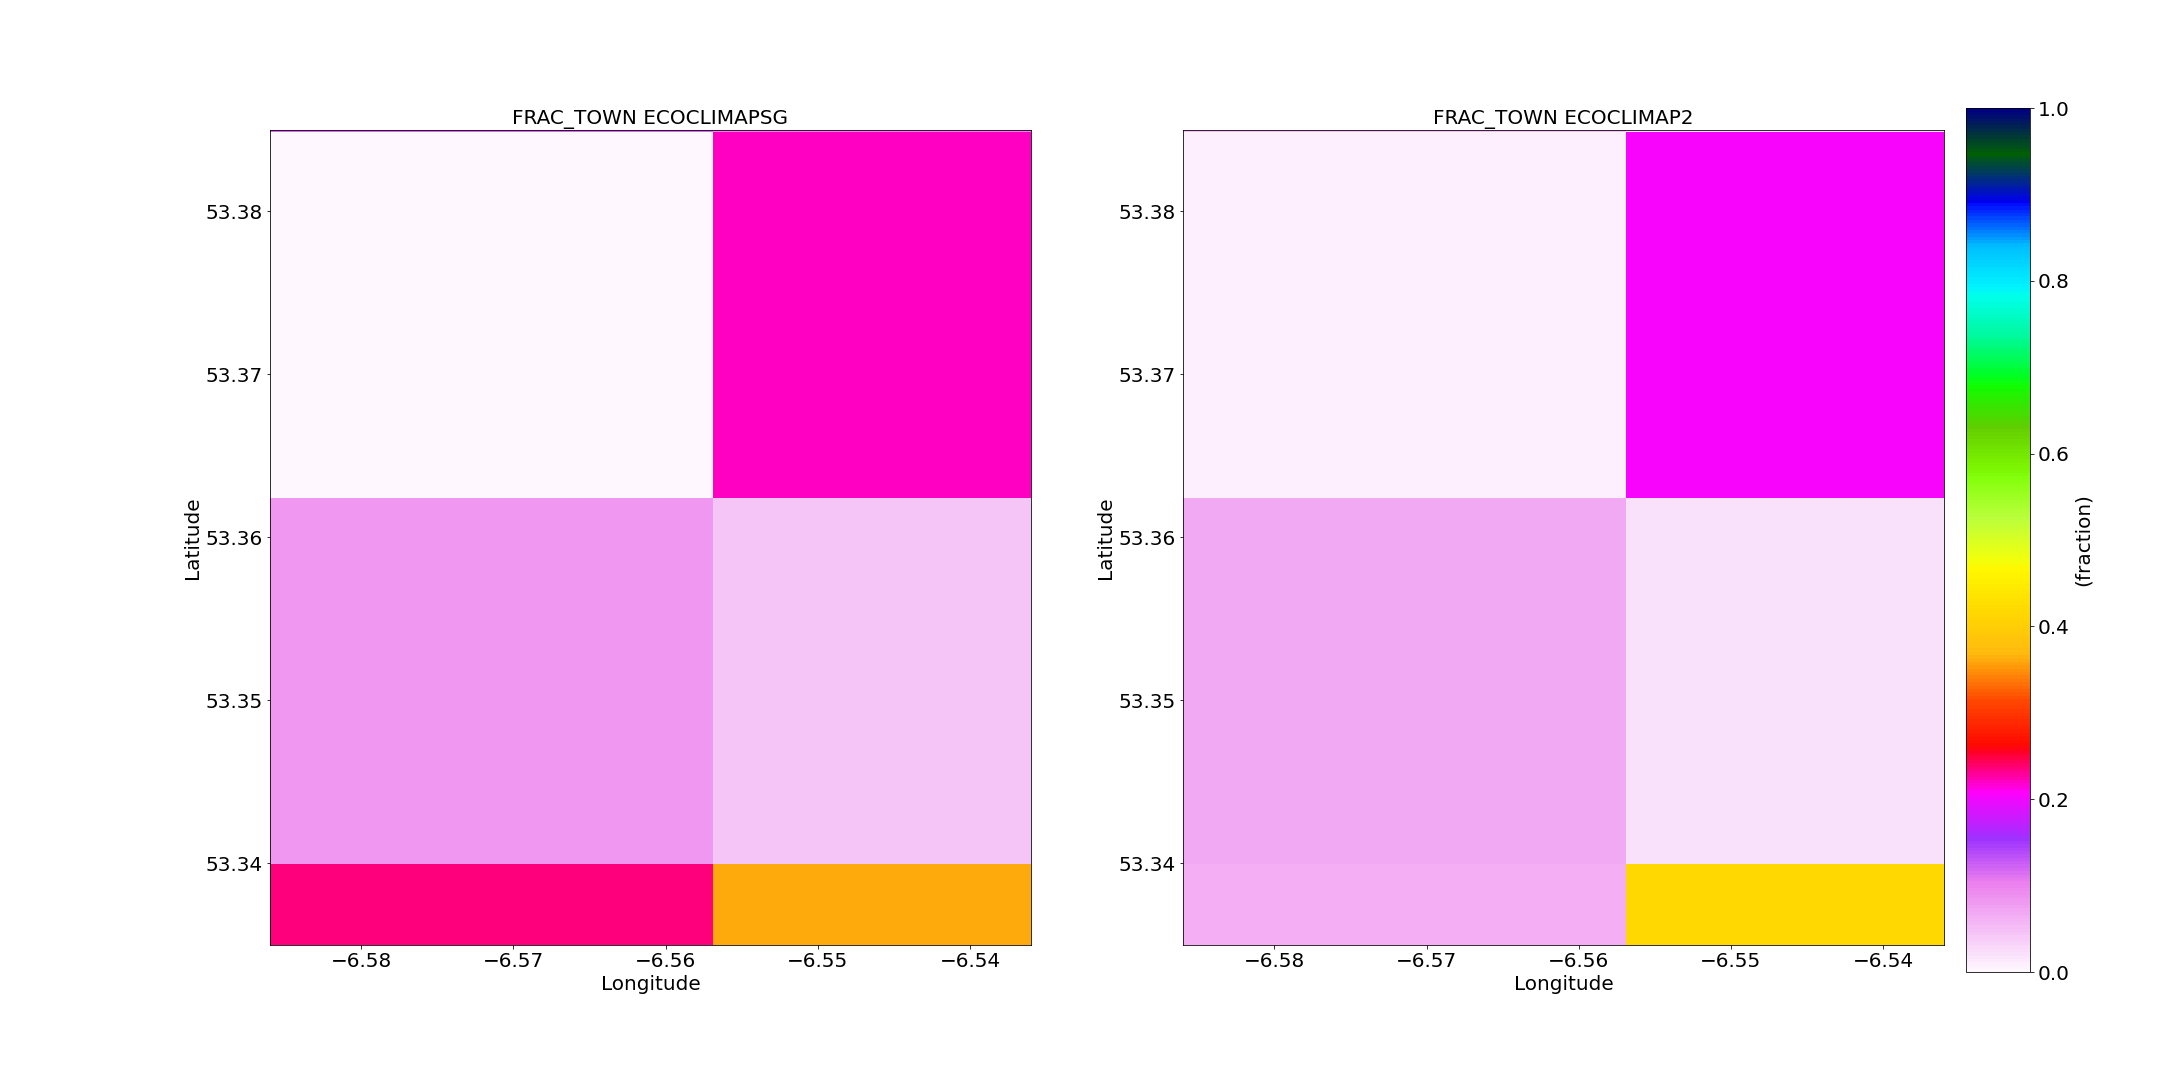 FRAC_TOWN ECOCLIMAPSG
53.38
53.37
53.36
53.35
53.34
Latitude
−6.58 −6.57 −6.56 −6.55 −6.54
Longitude
FRAC_TOWN ECOCLIMAP2
53.38
53.37
53.36
53.35
53.34
Latitude
−6.58 −6.57 −6.56 −6.55 −6.54
Longitude
1.0
0.8
0.6
0.4
0.2
0.0
(fraction)